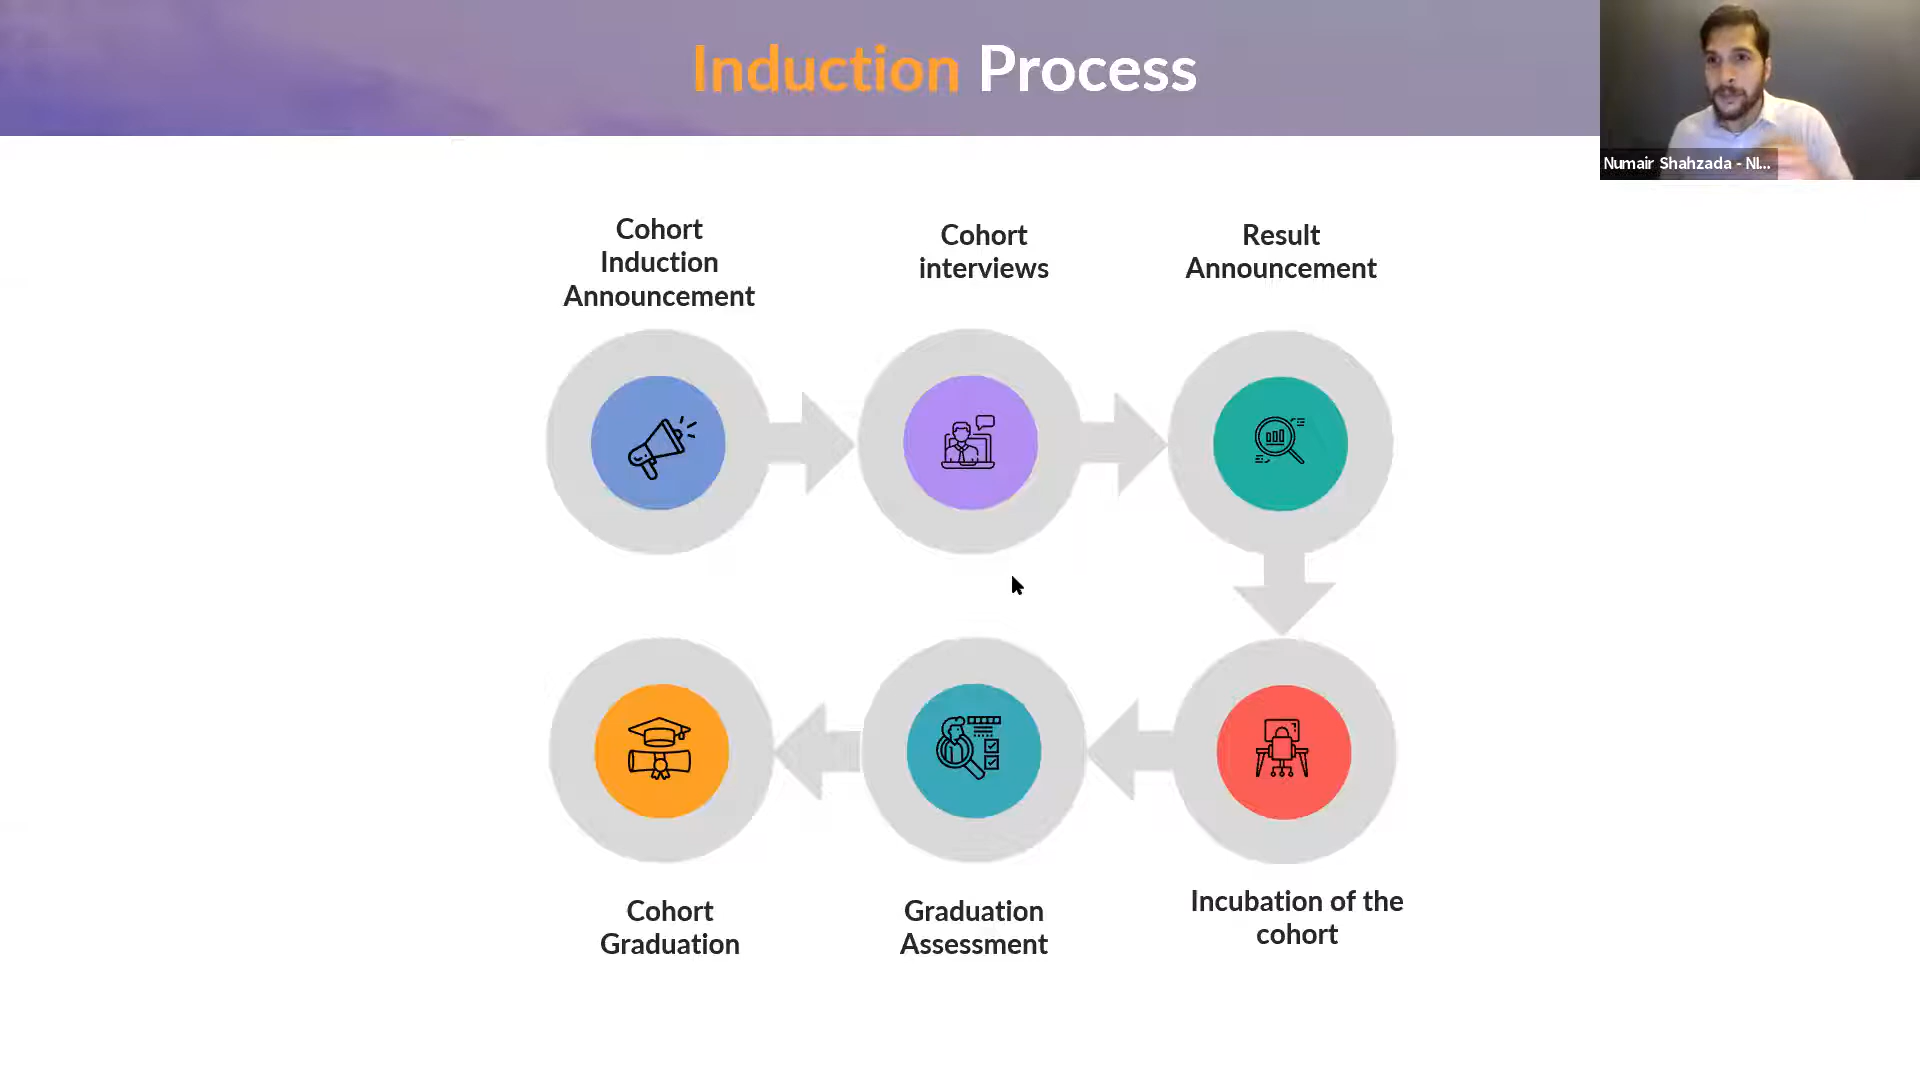 Induction Process
Numair Shahzada - NI...
Cohort
Induction
Announcement
Cohort
interviews
Result
Announcement
Cohort
Graduation
Graduation
Assessment
Incubation of the
cohort